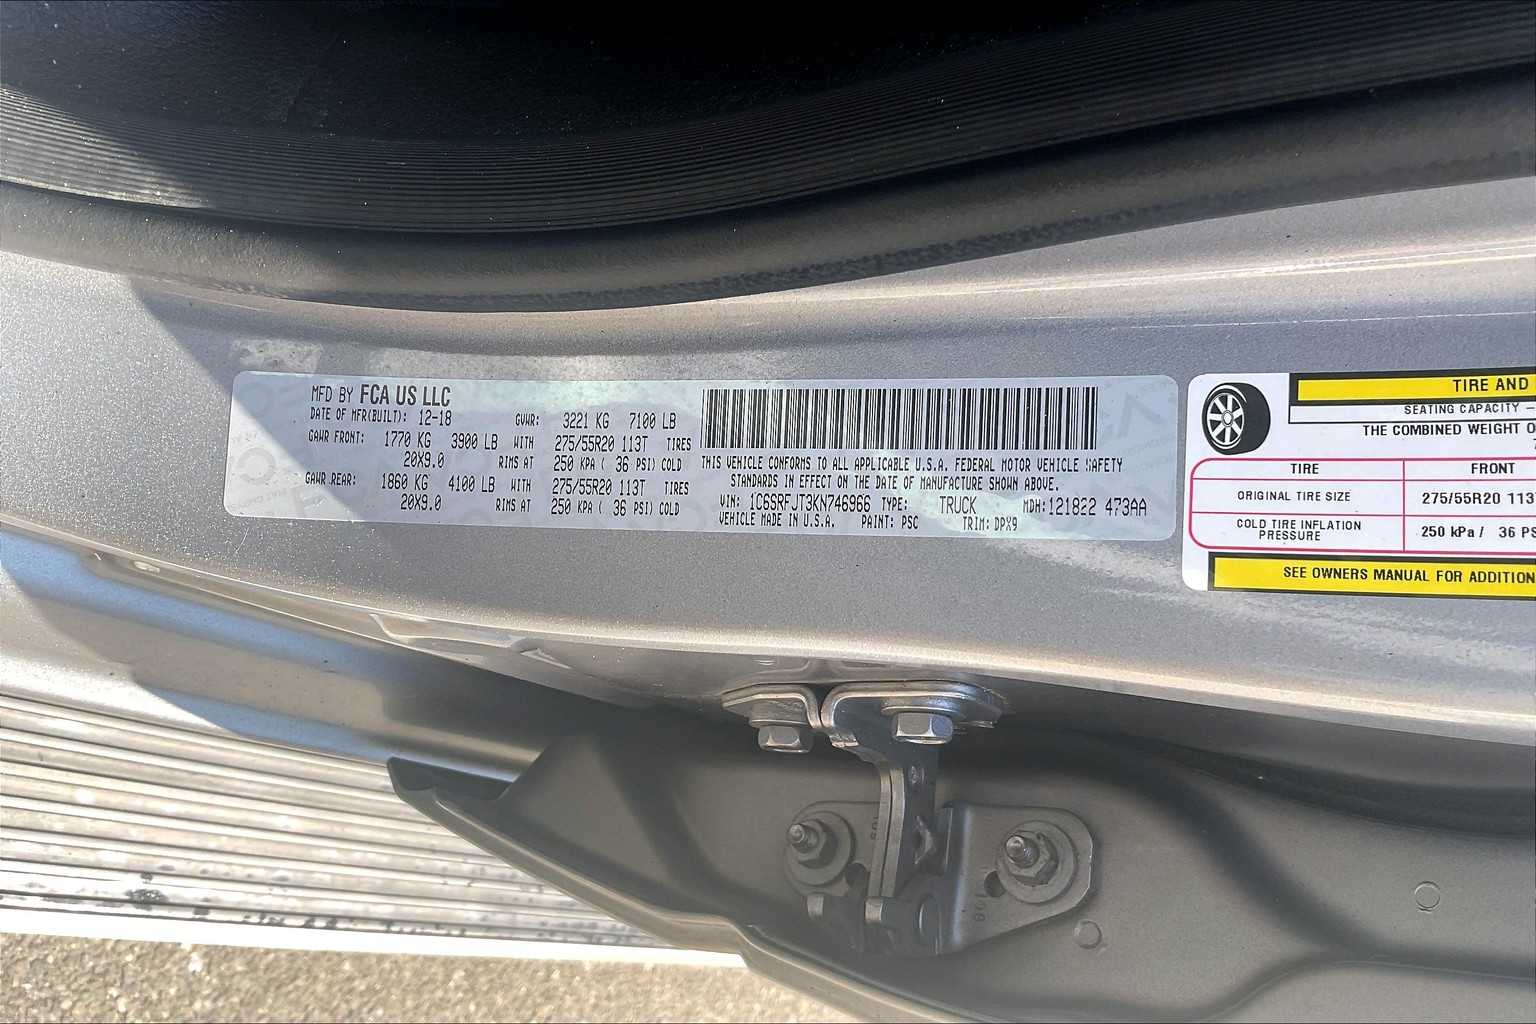 MFD BY FCA US LLC
DATE OF MFR(BUILT): 12-18 GVWR: 3221 KG 7100 LB
GAWR FRONT: 1770 KG 3900 LB WITH 275/55R20 113T TIRES
20X9.0 RIMS AT 250 KPA ( 36 PSI) COLD
GAWR REAR: 1860 KG 4100 LB WITH 275/55R20 113T TIRES
20X9.0 RIMS AT 250 KPA ( 36 PSI) COLD
THIS VEHICLE CONFORMS TO ALL APPLICABLE U.S.A. FEDERAL MOTOR VEHICLE SAFETY
STANDARDS IN EFFECT ON THE DATE OF MANUFACTURE SHOWN ABOVE.
VIN: 1C6SRFJT3KN746966 TYPE: TRUCK MDH: 121822 473AA
VEHICLE MADE IN U.S.A. PAINT: PSC TRIM: DPX9
TIRE AND
SEATING CAPACITY –
THE COMBINED WEIGHT O
TIRE FRONT
ORIGINAL TIRE SIZE 275/55R20 113
COLD TIRE INFLATION PRESSURE 250 kPa / 36 PS
SEE OWNERS MANUAL FOR ADDITION